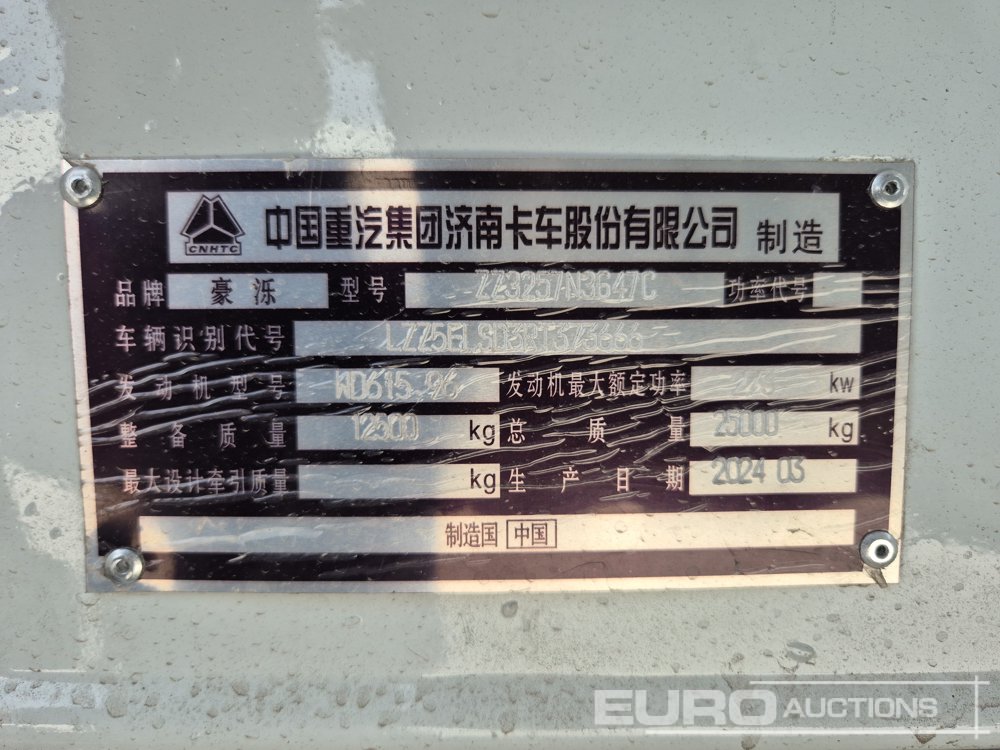 CNHTC 中国重汽集团济南卡车股份有限公司 制造
品牌 豪泺 型号 ZZ3257N3647C 功率代号
车辆识别代号
发动机型号 WD615.96 发动机最大额定功率 kw
整备质量 12500 kg 总质量 25000 kg
最大设计牵引质量 kg 生产日期 2024 03
制造国 中国
EURO AUCTIONS